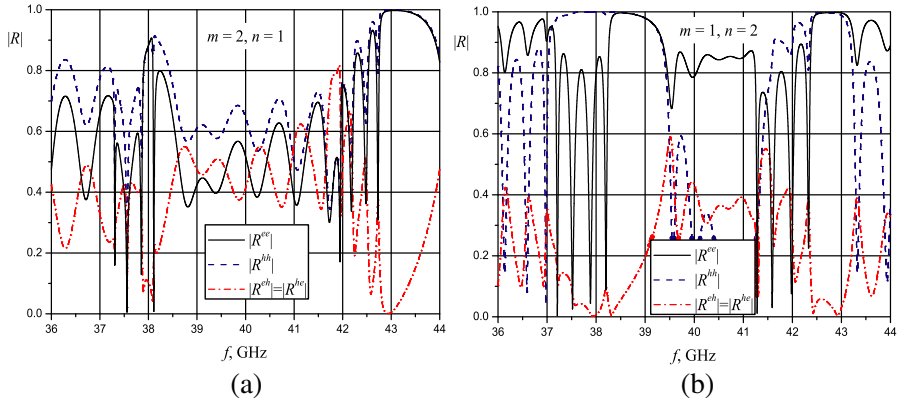 1.0
0.8
0.6
0.4
0.2
0.0
|R|
m = 2, n = 1
|R^{ee}|
|R^{hh}|
|R^{eh}|=|R^{he}|
36 37 38 39 40 41 42 43 44
f, GHz
(a)
1.0
0.8
0.6
0.4
0.2
0.0
|R|
m = 1, n = 2
|R^{ee}|
|R^{hh}|
|R^{eh}|=|R^{he}|
36 37 38 39 40 41 42 43 44
f, GHz
(b)